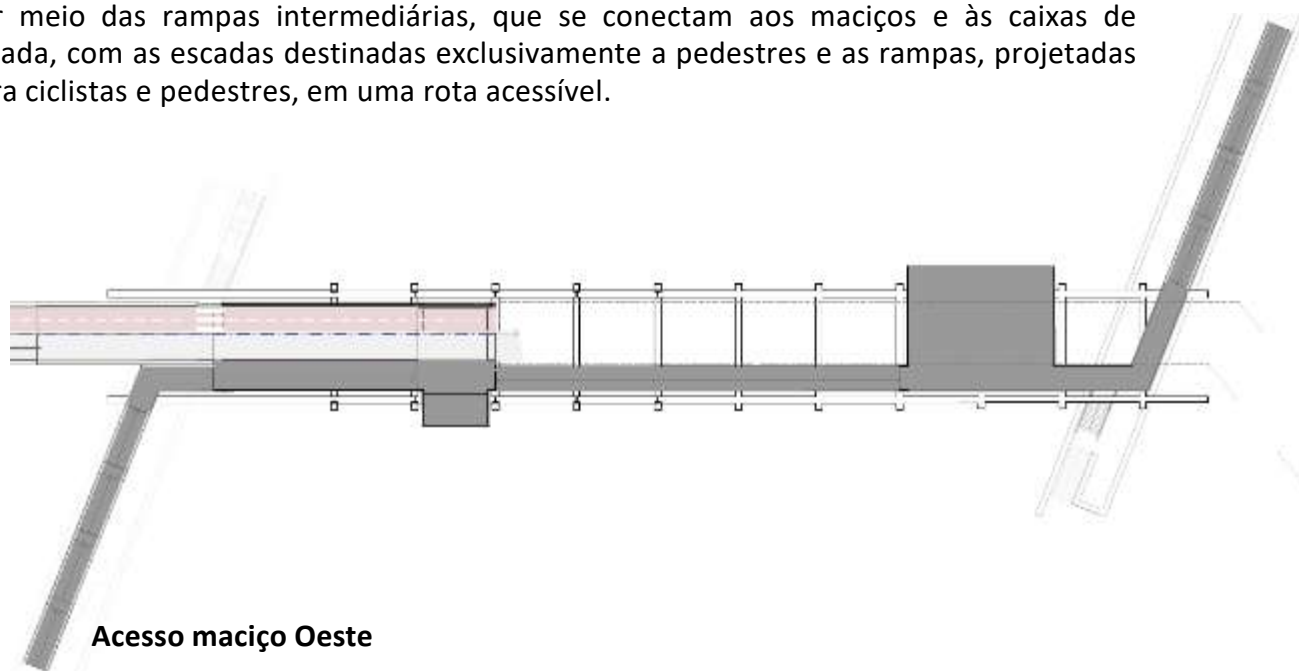 r meio das rampas intermediárias, que se conectam aos maciços e às caixas de
ada, com as escadas destinadas exclusivamente a pedestres e as rampas, projetadas
ra ciclistas e pedestres, em uma rota acessível.
Acesso maciço Oeste